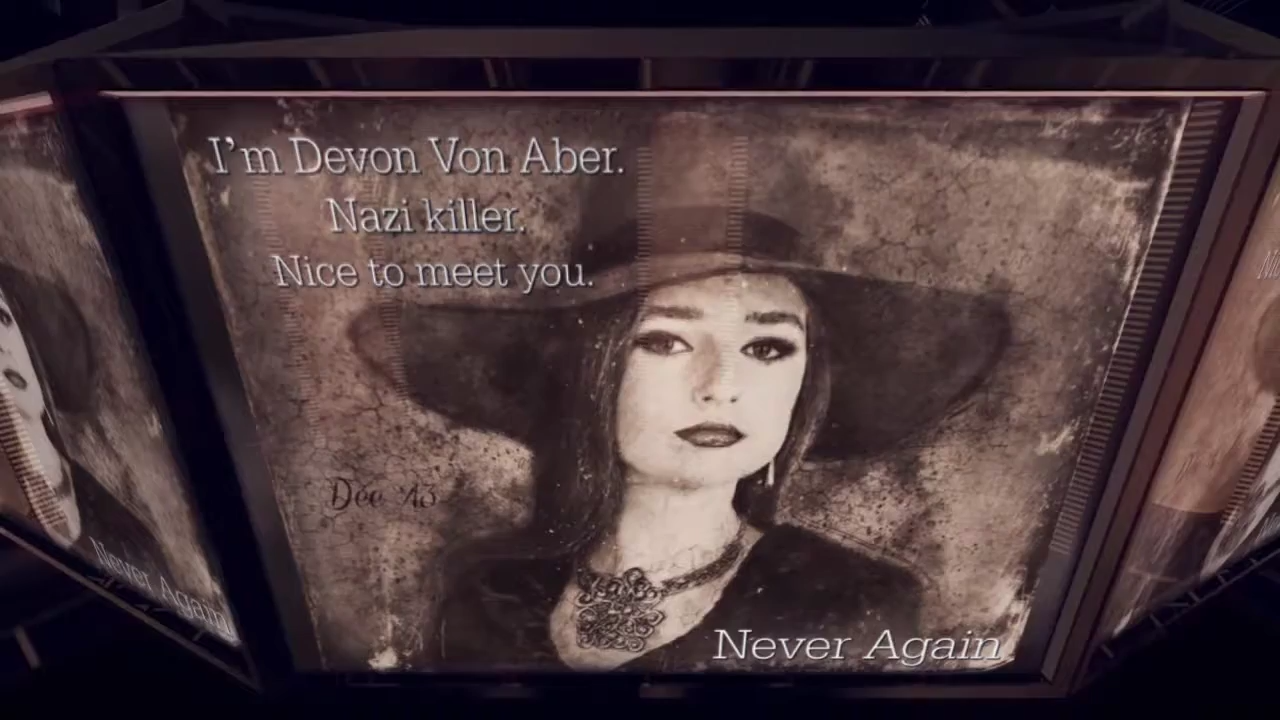 I'm Devon Von Aber.
Nazi killer.
Nice to meet you.
Dec '43
Never Again
Never Again